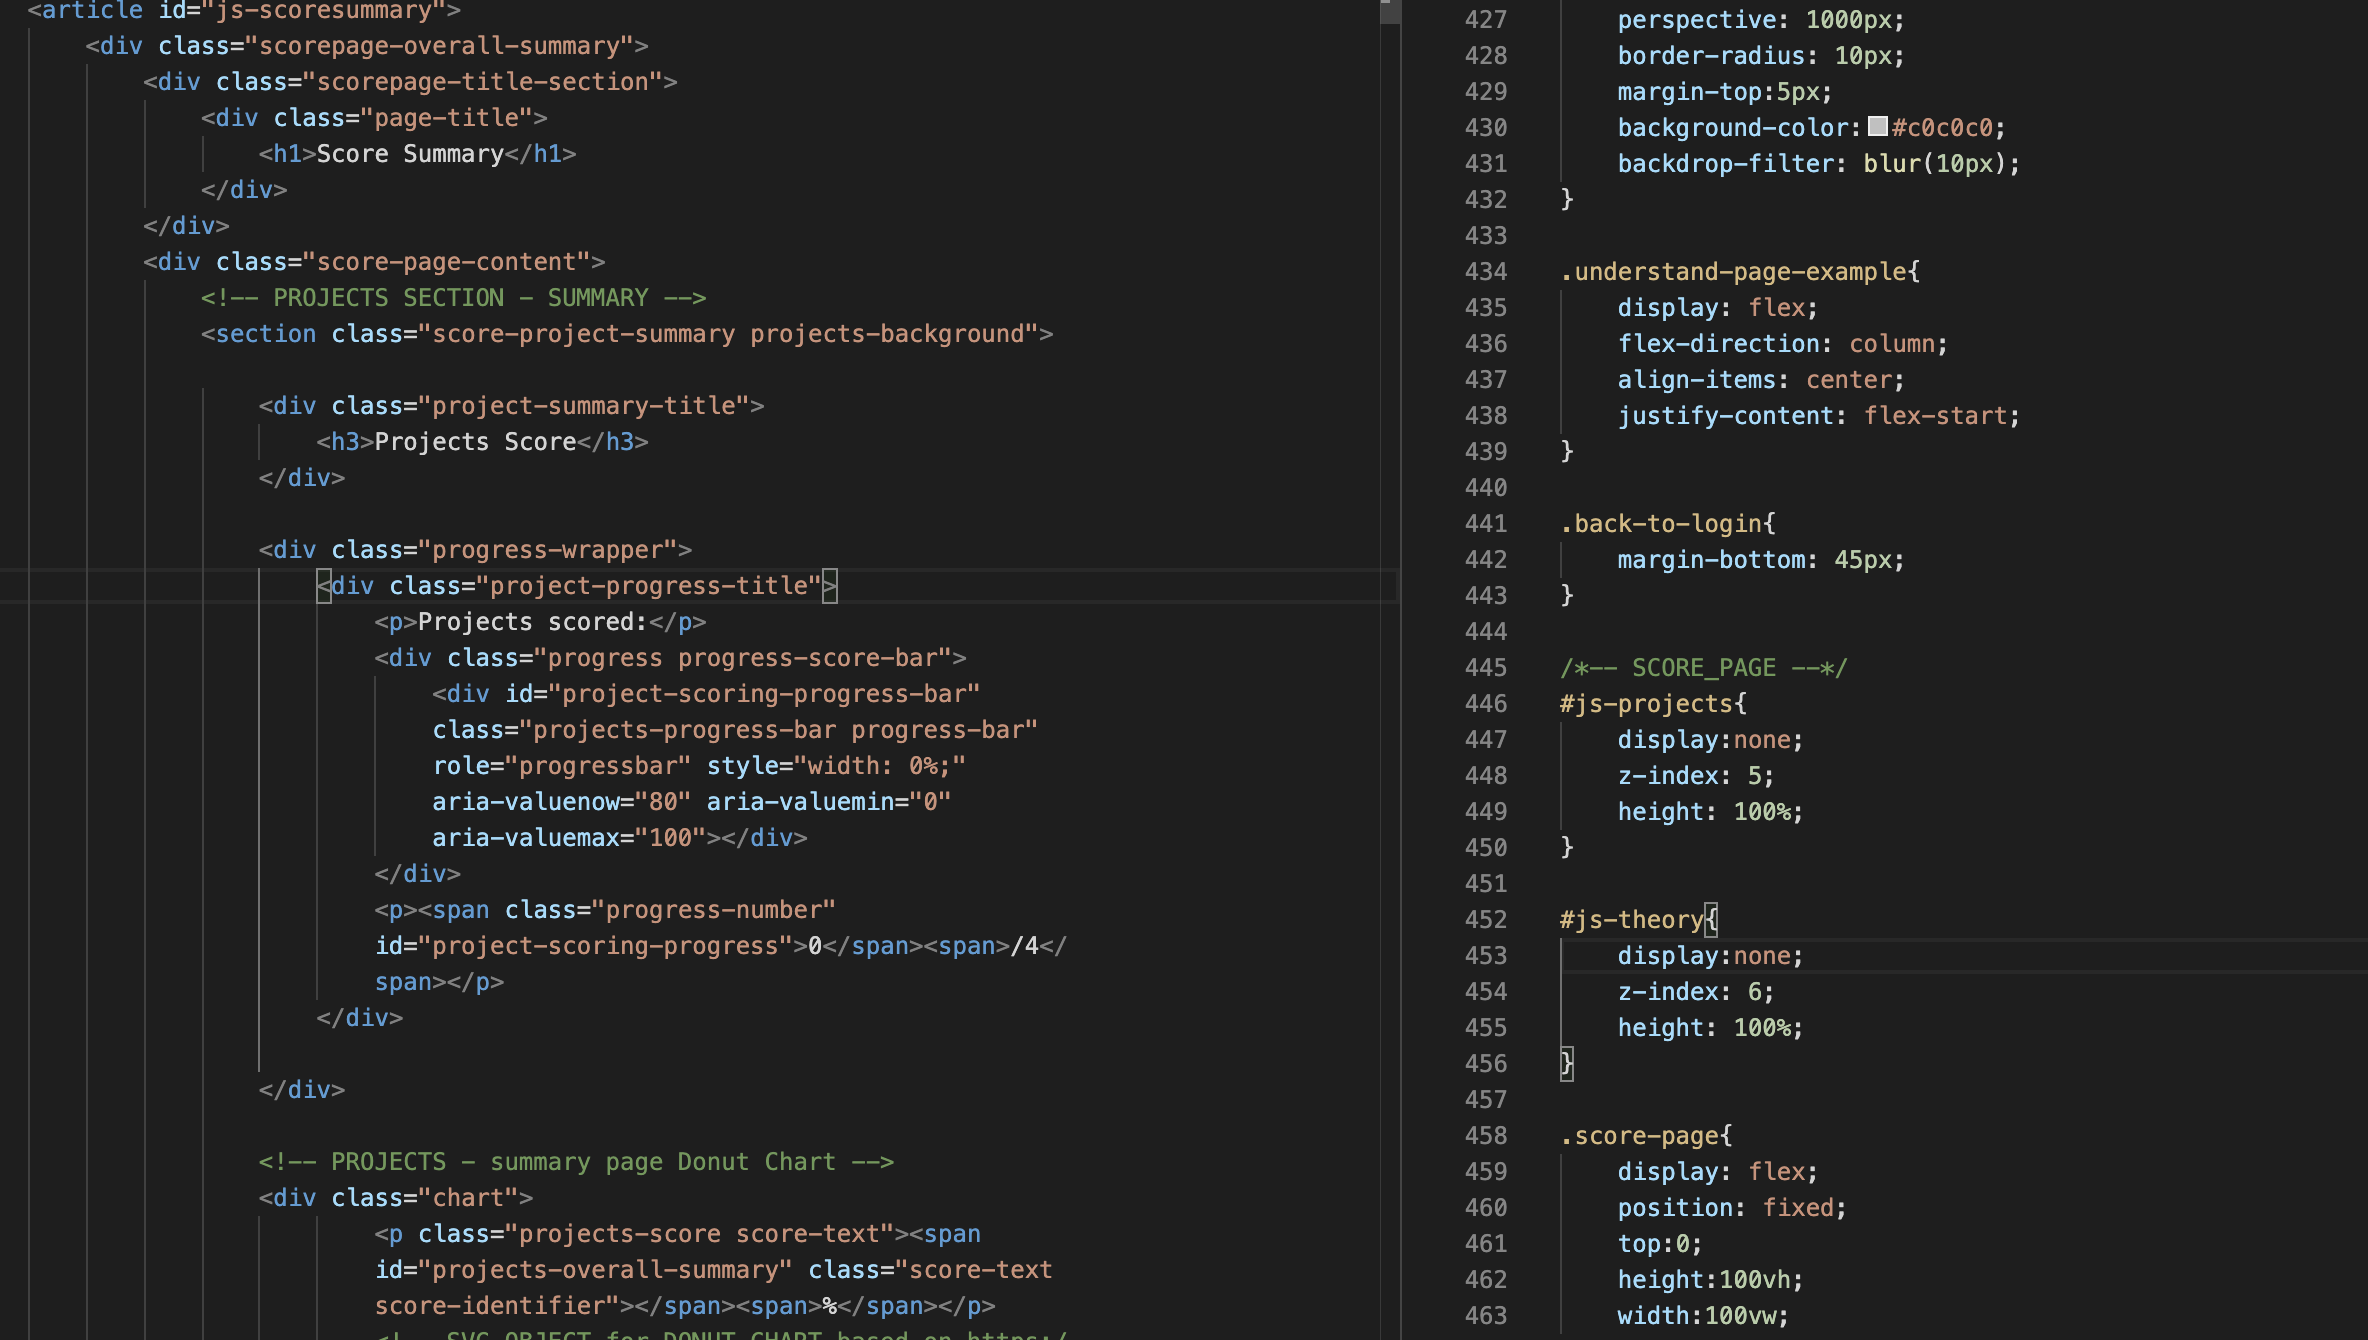 <article id="js-scoresummary">
<div class="scorepage-overall-summary">
<div class="scorepage-title-section">
<div class="page-title">
<h1>Score Summary</h1>
</div>
</div>
<div class="score-page-content">
<!-- PROJECTS SECTION - SUMMARY -->
<section class="score-project-summary projects-background">
<div class="project-summary-title">
<h3>Projects Score</h3>
</div>
<div class="progress-wrapper">
<div class="project-progress-title">
<p>Projects scored:</p>
<div class="progress progress-score-bar">
<div id="project-scoring-progress-bar"
class="projects-progress-bar progress-bar"
role="progressbar" style="width: 0%;"
aria-valuenow="80" aria-valuemin="0"
aria-valuemax="100"></div>
</div>
<p><span class="progress-number"
id="project-scoring-progress">0</span><span>/4</
span></p>
</div>
</div>
<!-- PROJECTS - summary page Donut Chart -->
<div class="chart">
<p class="projects-score score-text"><span
id="projects-overall-summary" class="score-text
score-identifier"></span><span>%</span></p>
<!-- SVG OBJECT for DONUT CHART based on https:/
427 perspective: 1000px;
428 border-radius: 10px;
429 margin-top:5px;
430 background-color:#c0c0c0;
431 backdrop-filter: blur(10px);
432 }
433
434 .understand-page-example{
435 display: flex;
436 flex-direction: column;
437 align-items: center;
438 justify-content: flex-start;
439 }
440
441 .back-to-login{
442 margin-bottom: 45px;
443 }
444
445 /*-- SCORE_PAGE --*/
446 #js-projects{
447 display:none;
448 z-index: 5;
449 height: 100%;
450 }
451
452 #js-theory{
453 display:none;
454 z-index: 6;
455 height: 100%;
456 }
457
458 .score-page{
459 display: flex;
460 position: fixed;
461 top:0;
462 height:100vh;
463 width:100vw;